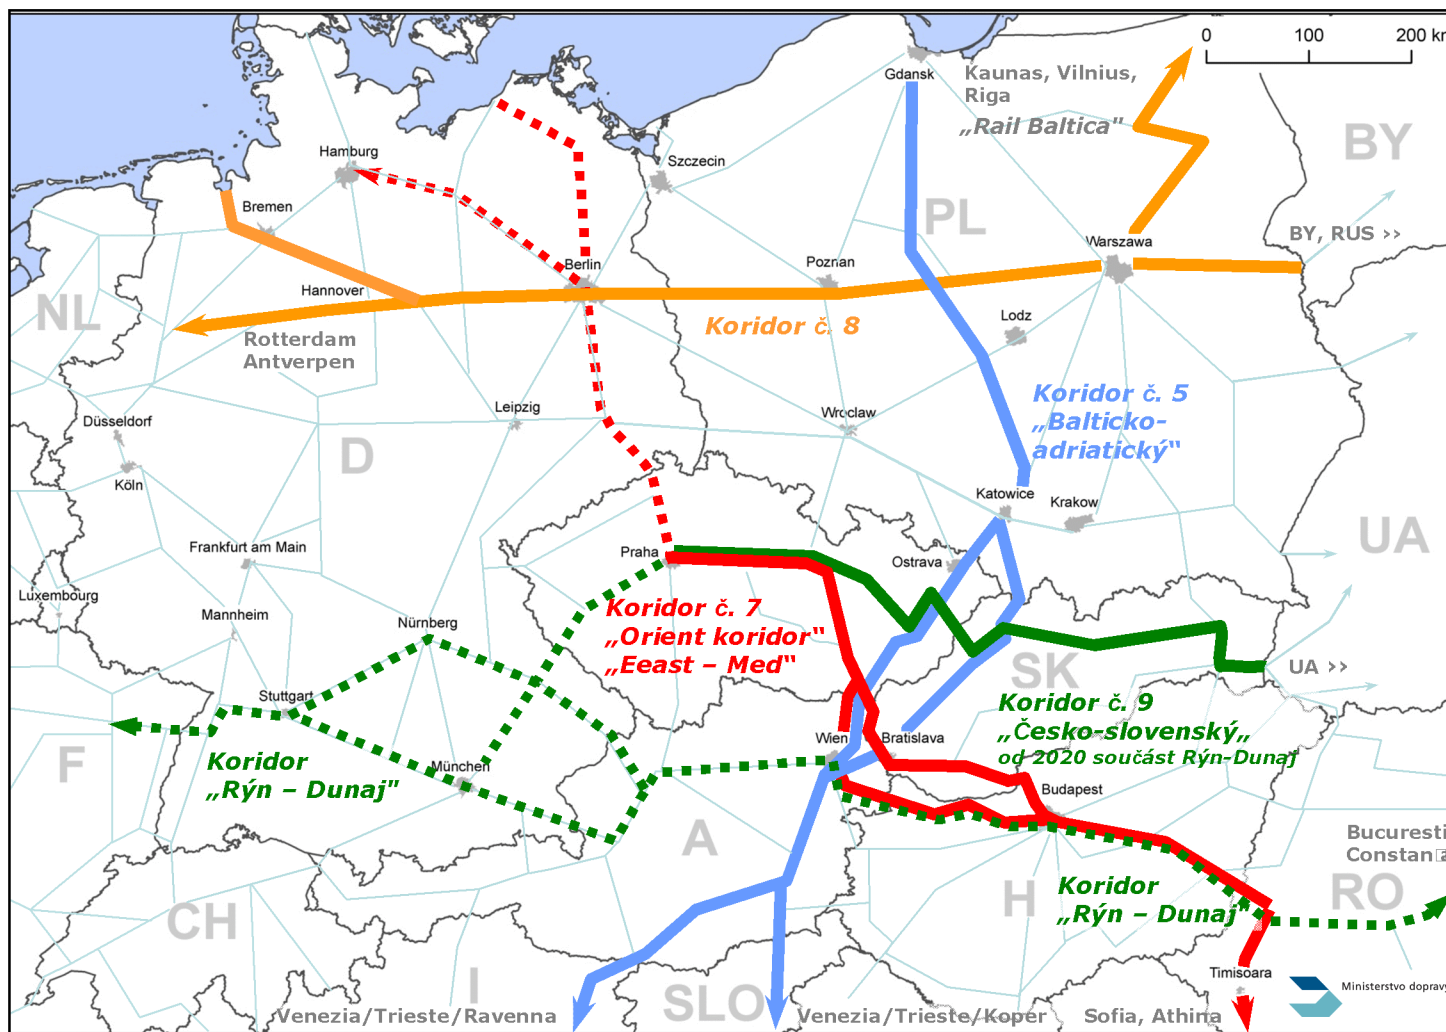 0 100 200 km
Gdansk
Kaunas, Vilnius,
Riga
„Rail Baltica"
BY
Hamburg
Szczecin
Bremen
PL
BY, RUS ››
Warszawa
Berlin
Poznan
Hannover
NL
Koridor č. 8
Lodz
Rotterdam
Antverpen
Koridor č. 5
„Balticko-
adriatický“
Leipzig
Wroclaw
Düsseldorf
D
Köln
Katowice
Krakow
UA
Frankfurt am Main
Praha
Ostrava
Luxembourg
Mannheim
Nürnberg
Koridor č. 7
„Orient koridor“
„Eeast – Med“
SK
UA ››
Stuttgart
Koridor č. 9
„Česko-slovenský„
od 2020 součást Rýn-Dunaj
Wien
Bratislava
F
Koridor
„Rýn – Dunaj"
München
Budapest
A
Bucuresti
Koridor
„Rýn – Dunaj"
H
RO
CH
Timisoara
I
SLO
Ministerstvo dopravy
Venezia/Trieste/Ravenna
Venezia/Trieste/Koper
Sofia, Athina